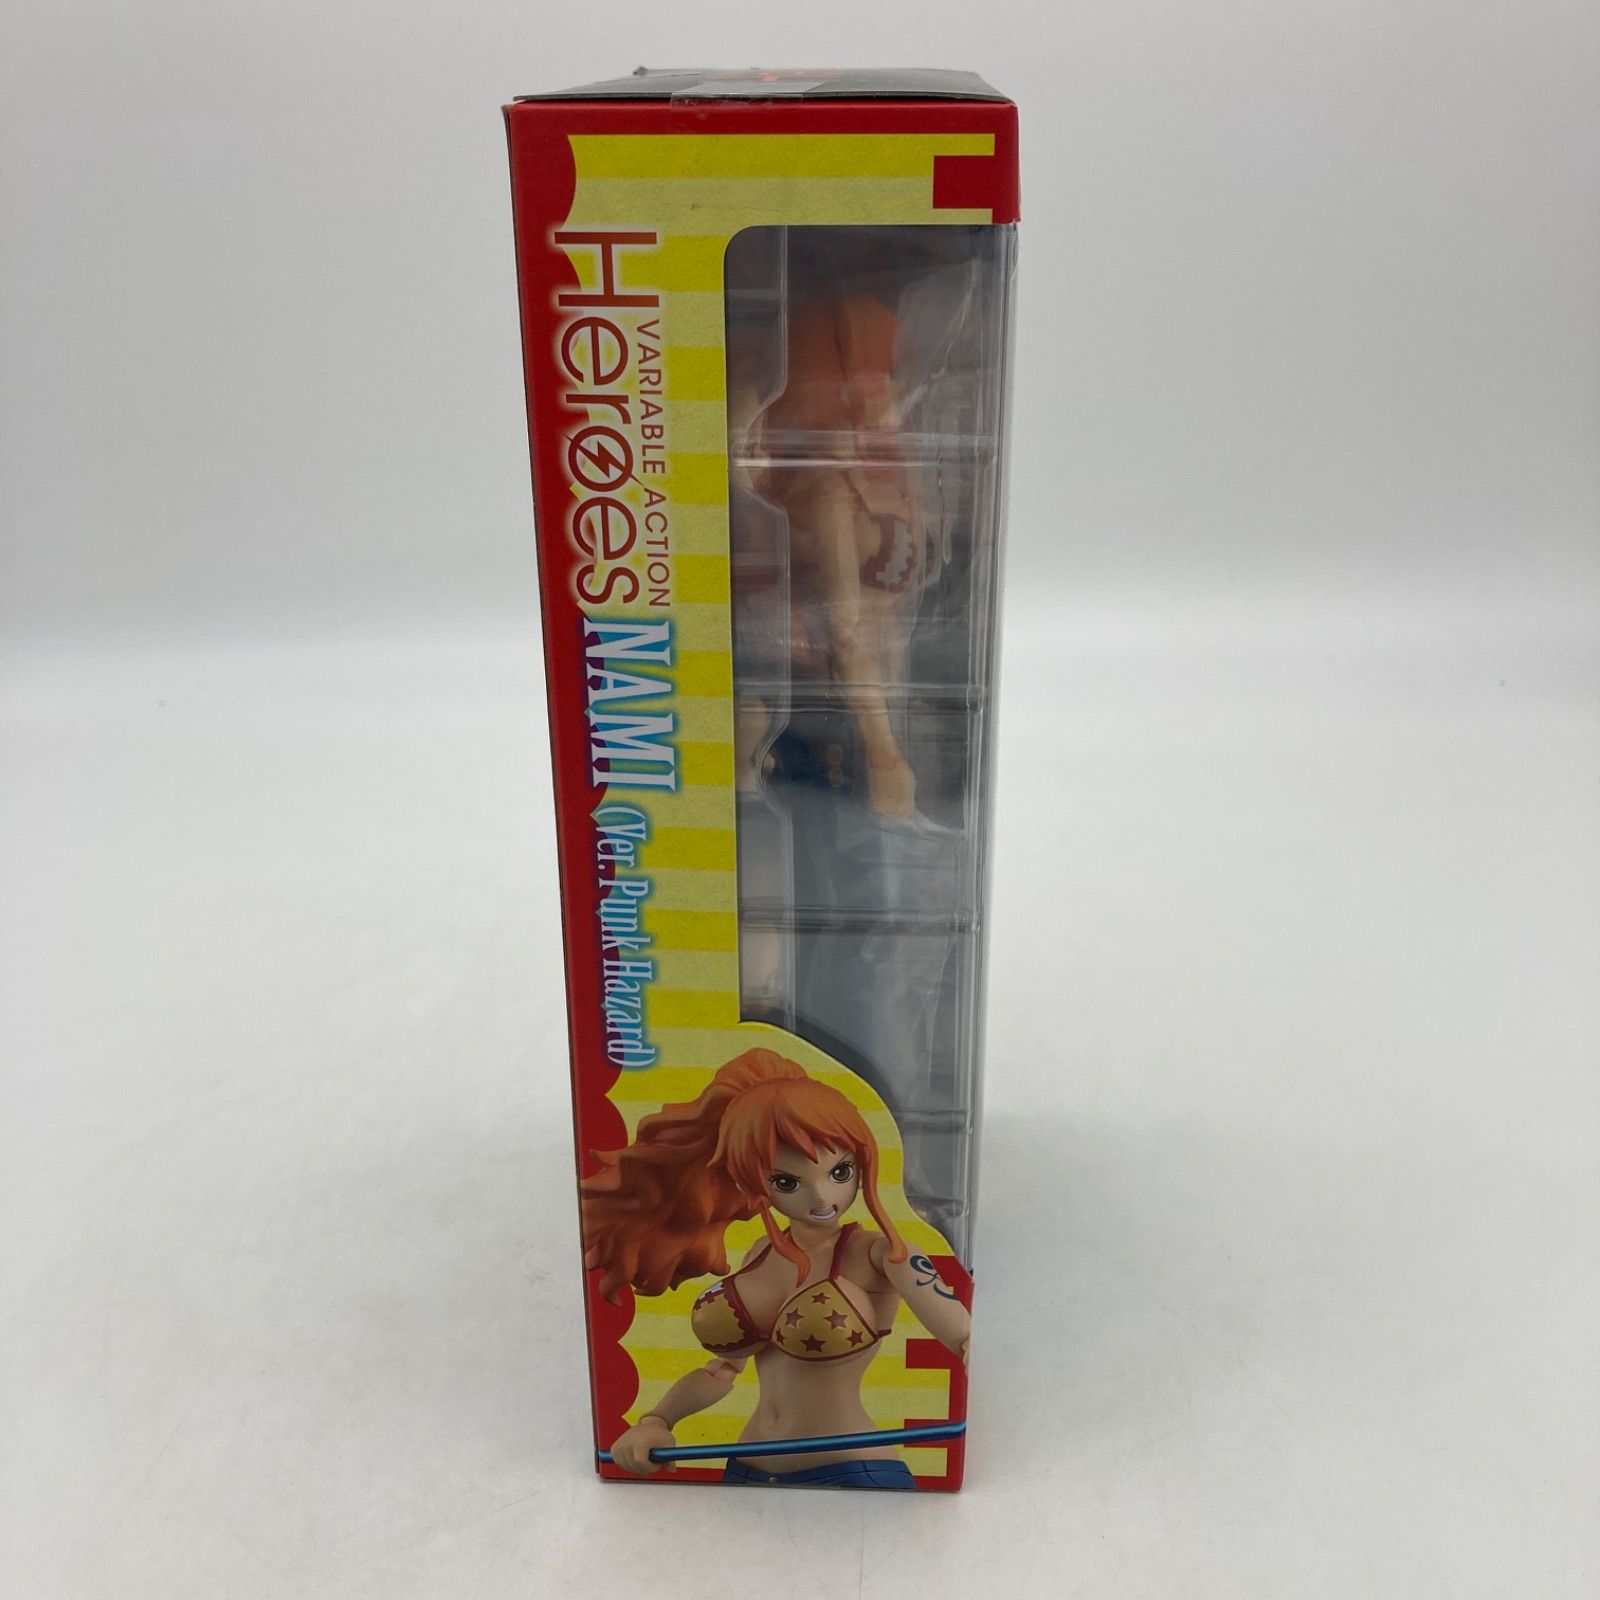 VARIABLE ACTION
Heroes
NAMI (Ver. Punk Hazard)